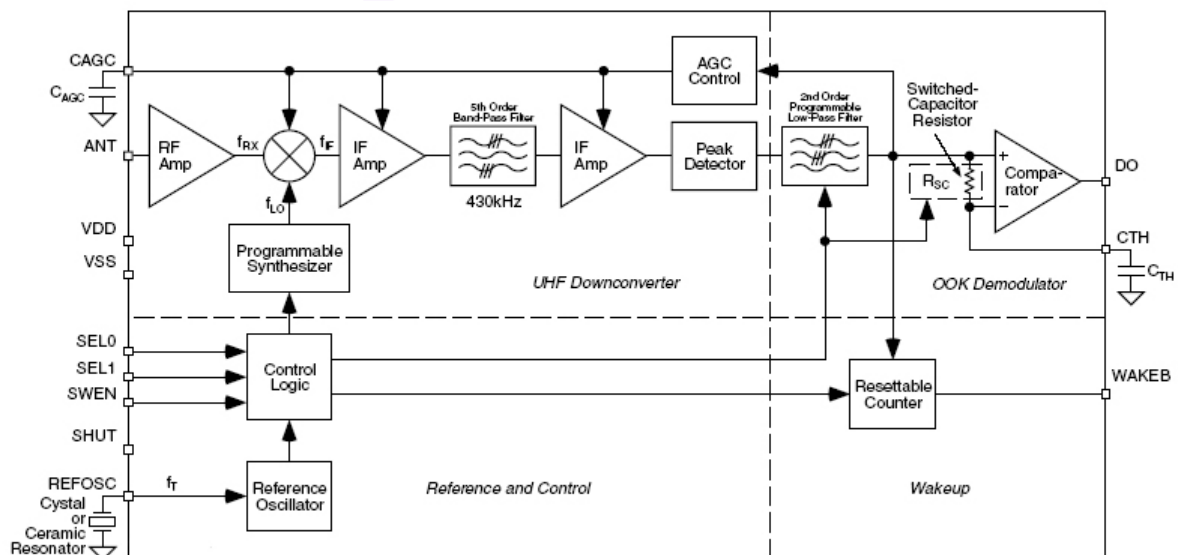 CAGC
CAGC
ANT
RF
Amp
fRX
fIF
IF
Amp
5th Order
Band-Pass Filter
430kHz
IF
Amp
AGC
Control
Peak
Detector
2nd Order
Programmable
Low-Pass Filter
Switched-
Capacitor
Resistor
RSC
+
−
Compa-
rator
DO
CTH
CTH
fLO
VDD
VSS
Programmable
Synthesizer
UHF Downconverter
OOK Demodulator
SEL0
SEL1
SWEN
Control
Logic
Resettable
Counter
WAKEB
SHUT
REFOSC
fT
Reference
Oscillator
Reference and Control
Wakeup
Cystal
or
Ceramic
Resonator